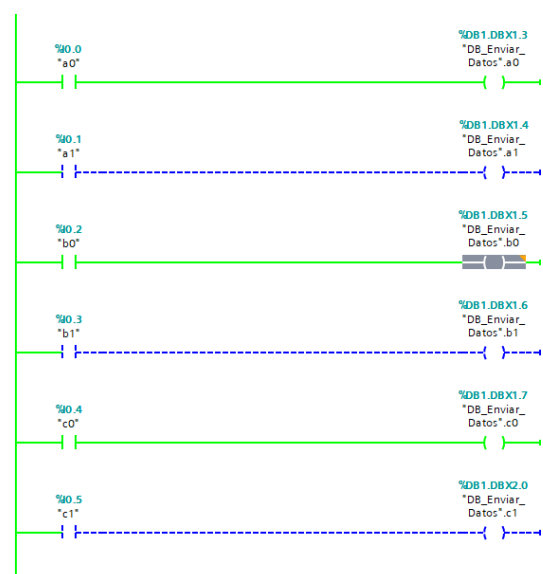 %DB1.DBX1.3
%I0.0 "DB_Enviar_
"a0" Datos".a0
%DB1.DBX1.4
%I0.1 "DB_Enviar_
"a1" Datos".a1
%DB1.DBX1.5
%I0.2 "DB_Enviar_
"b0" Datos".b0
%DB1.DBX1.6
%I0.3 "DB_Enviar_
"b1" Datos".b1
%DB1.DBX1.7
%I0.4 "DB_Enviar_
"c0" Datos".c0
%DB1.DBX2.0
%I0.5 "DB_Enviar_
"c1" Datos".c1